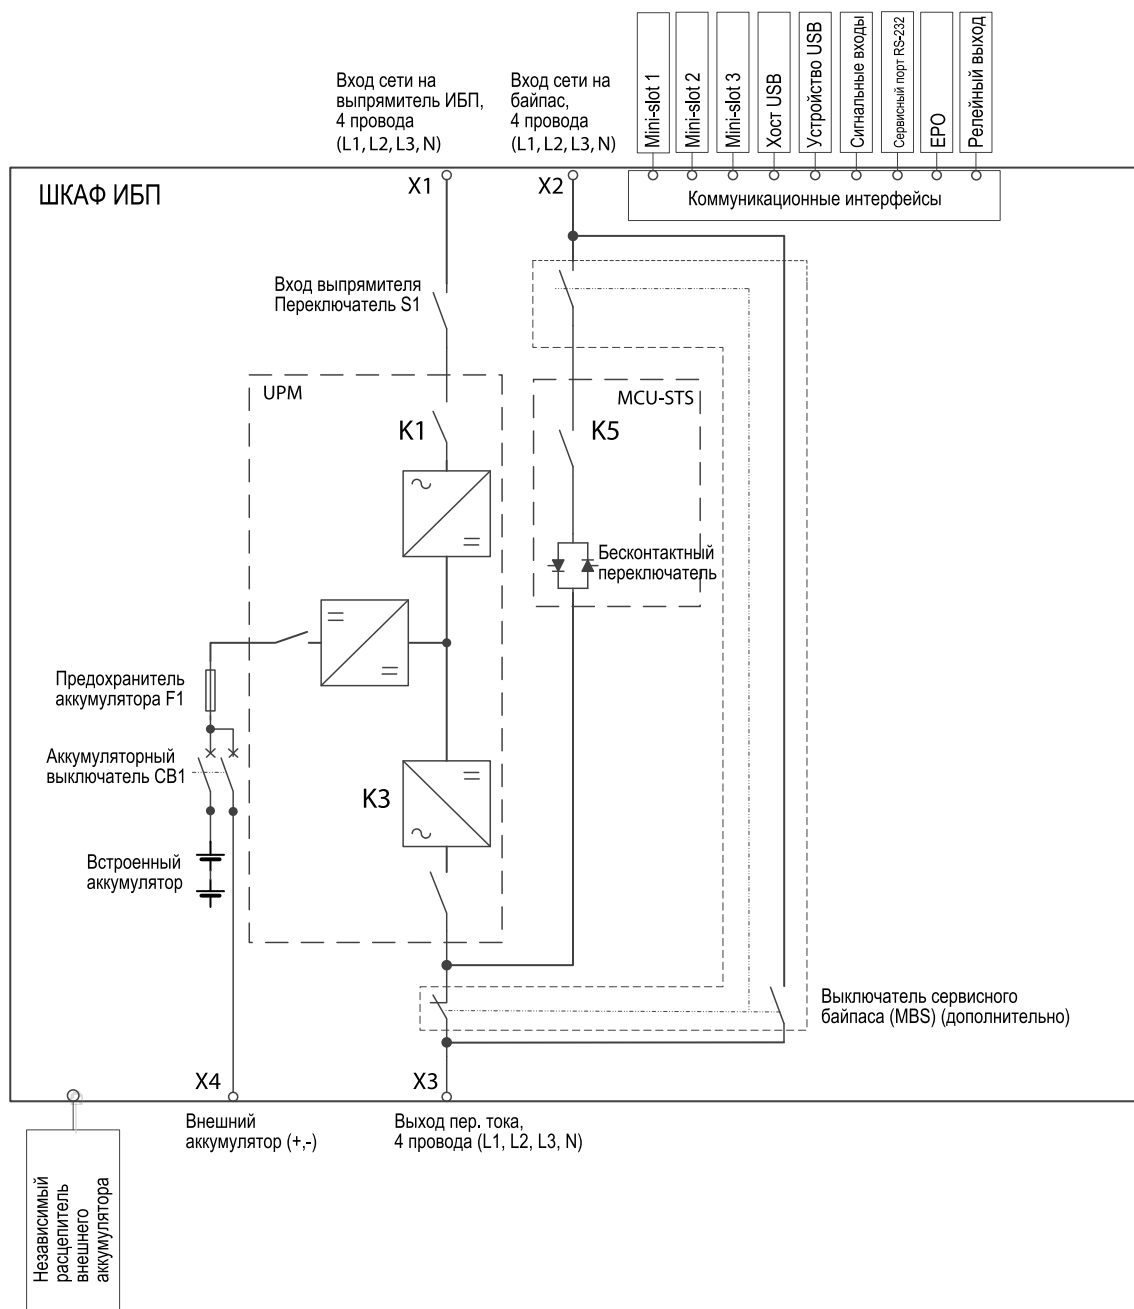 Вход сети на
выпрямитель ИБП,
4 провода
(L1, L2, L3, N)
Вход сети на
байпас,
4 провода
(L1, L2, L3, N)
Mini-slot 1
Mini-slot 2
Mini-slot 3
Хост USB
Устройство USB
Сигнальные входы
Сервисный порт RS-232
EPO
Релейный выход
ШКАФ ИБП
X1
X2
Коммуникационные интерфейсы
Вход выпрямителя
Переключатель S1
UPM
MCU-STS
K1
K5
Бесконтактный
переключатель
Предохранитель
аккумулятора F1
Аккумуляторный
выключатель CB1
K3
Встроенный
аккумулятор
Выключатель сервисного
байпаса (MBS) (дополнительно)
X4
X3
Внешний
аккумулятор (+,-)
Выход пер. тока,
4 провода (L1, L2, L3, N)
Независимый
расцепитель
внешнего
аккумулятора